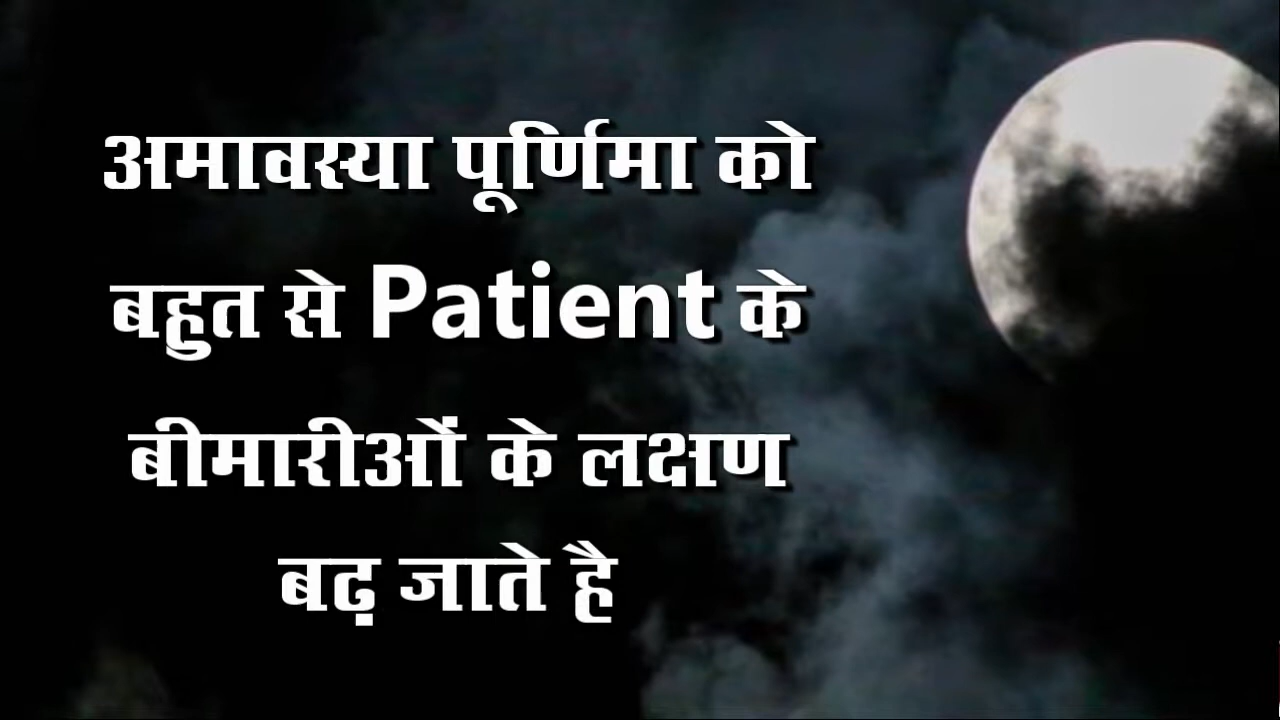 अमावस्या पूर्णिमा को
बहुत से Patient के
बीमारीओं के लक्षण
बढ़ जाते है